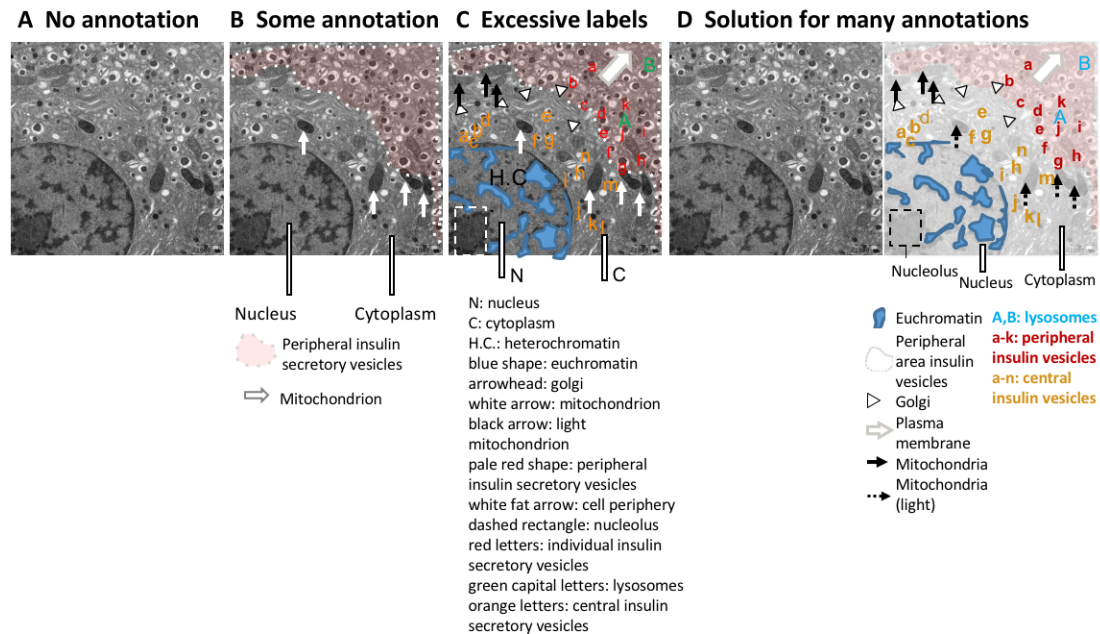 A No annotation
B Some annotation
C Excessive labels
D Solution for many annotations
Nucleus
Cytoplasm
Peripheral insulin
secretory vesicles
Mitochondrion
B
a
b
c
d
k
A
e
j
i
f
g
h
a
b
c
d
e
f
g
n
h
i
m
j
k
l
H.C
N
C
N: nucleus
C: cytoplasm
H.C.: heterochromatin
blue shape: euchromatin
arrowhead: golgi
white arrow: mitochondrion
black arrow: light
mitochondrion
pale red shape: peripheral
insulin secretory vesicles
white fat arrow: cell periphery
dashed rectangle: nucleolus
red letters: individual insulin
secretory vesicles
green capital letters: lysosomes
orange letters: central insulin
secretory vesicles
a
B
b
c
d
k
A
e
j
i
f
g
h
a
b
c
d
e
f
g
n
h
i
m
j
k
l
Nucleolus
Nucleus
Cytoplasm
Euchromatin
Peripheral
area insulin
vesicles
Golgi
Plasma
membrane
Mitochondria
Mitochondria
(light)
A,B: lysosomes
a-k: peripheral
insulin vesicles
a-n: central
insulin vesicles